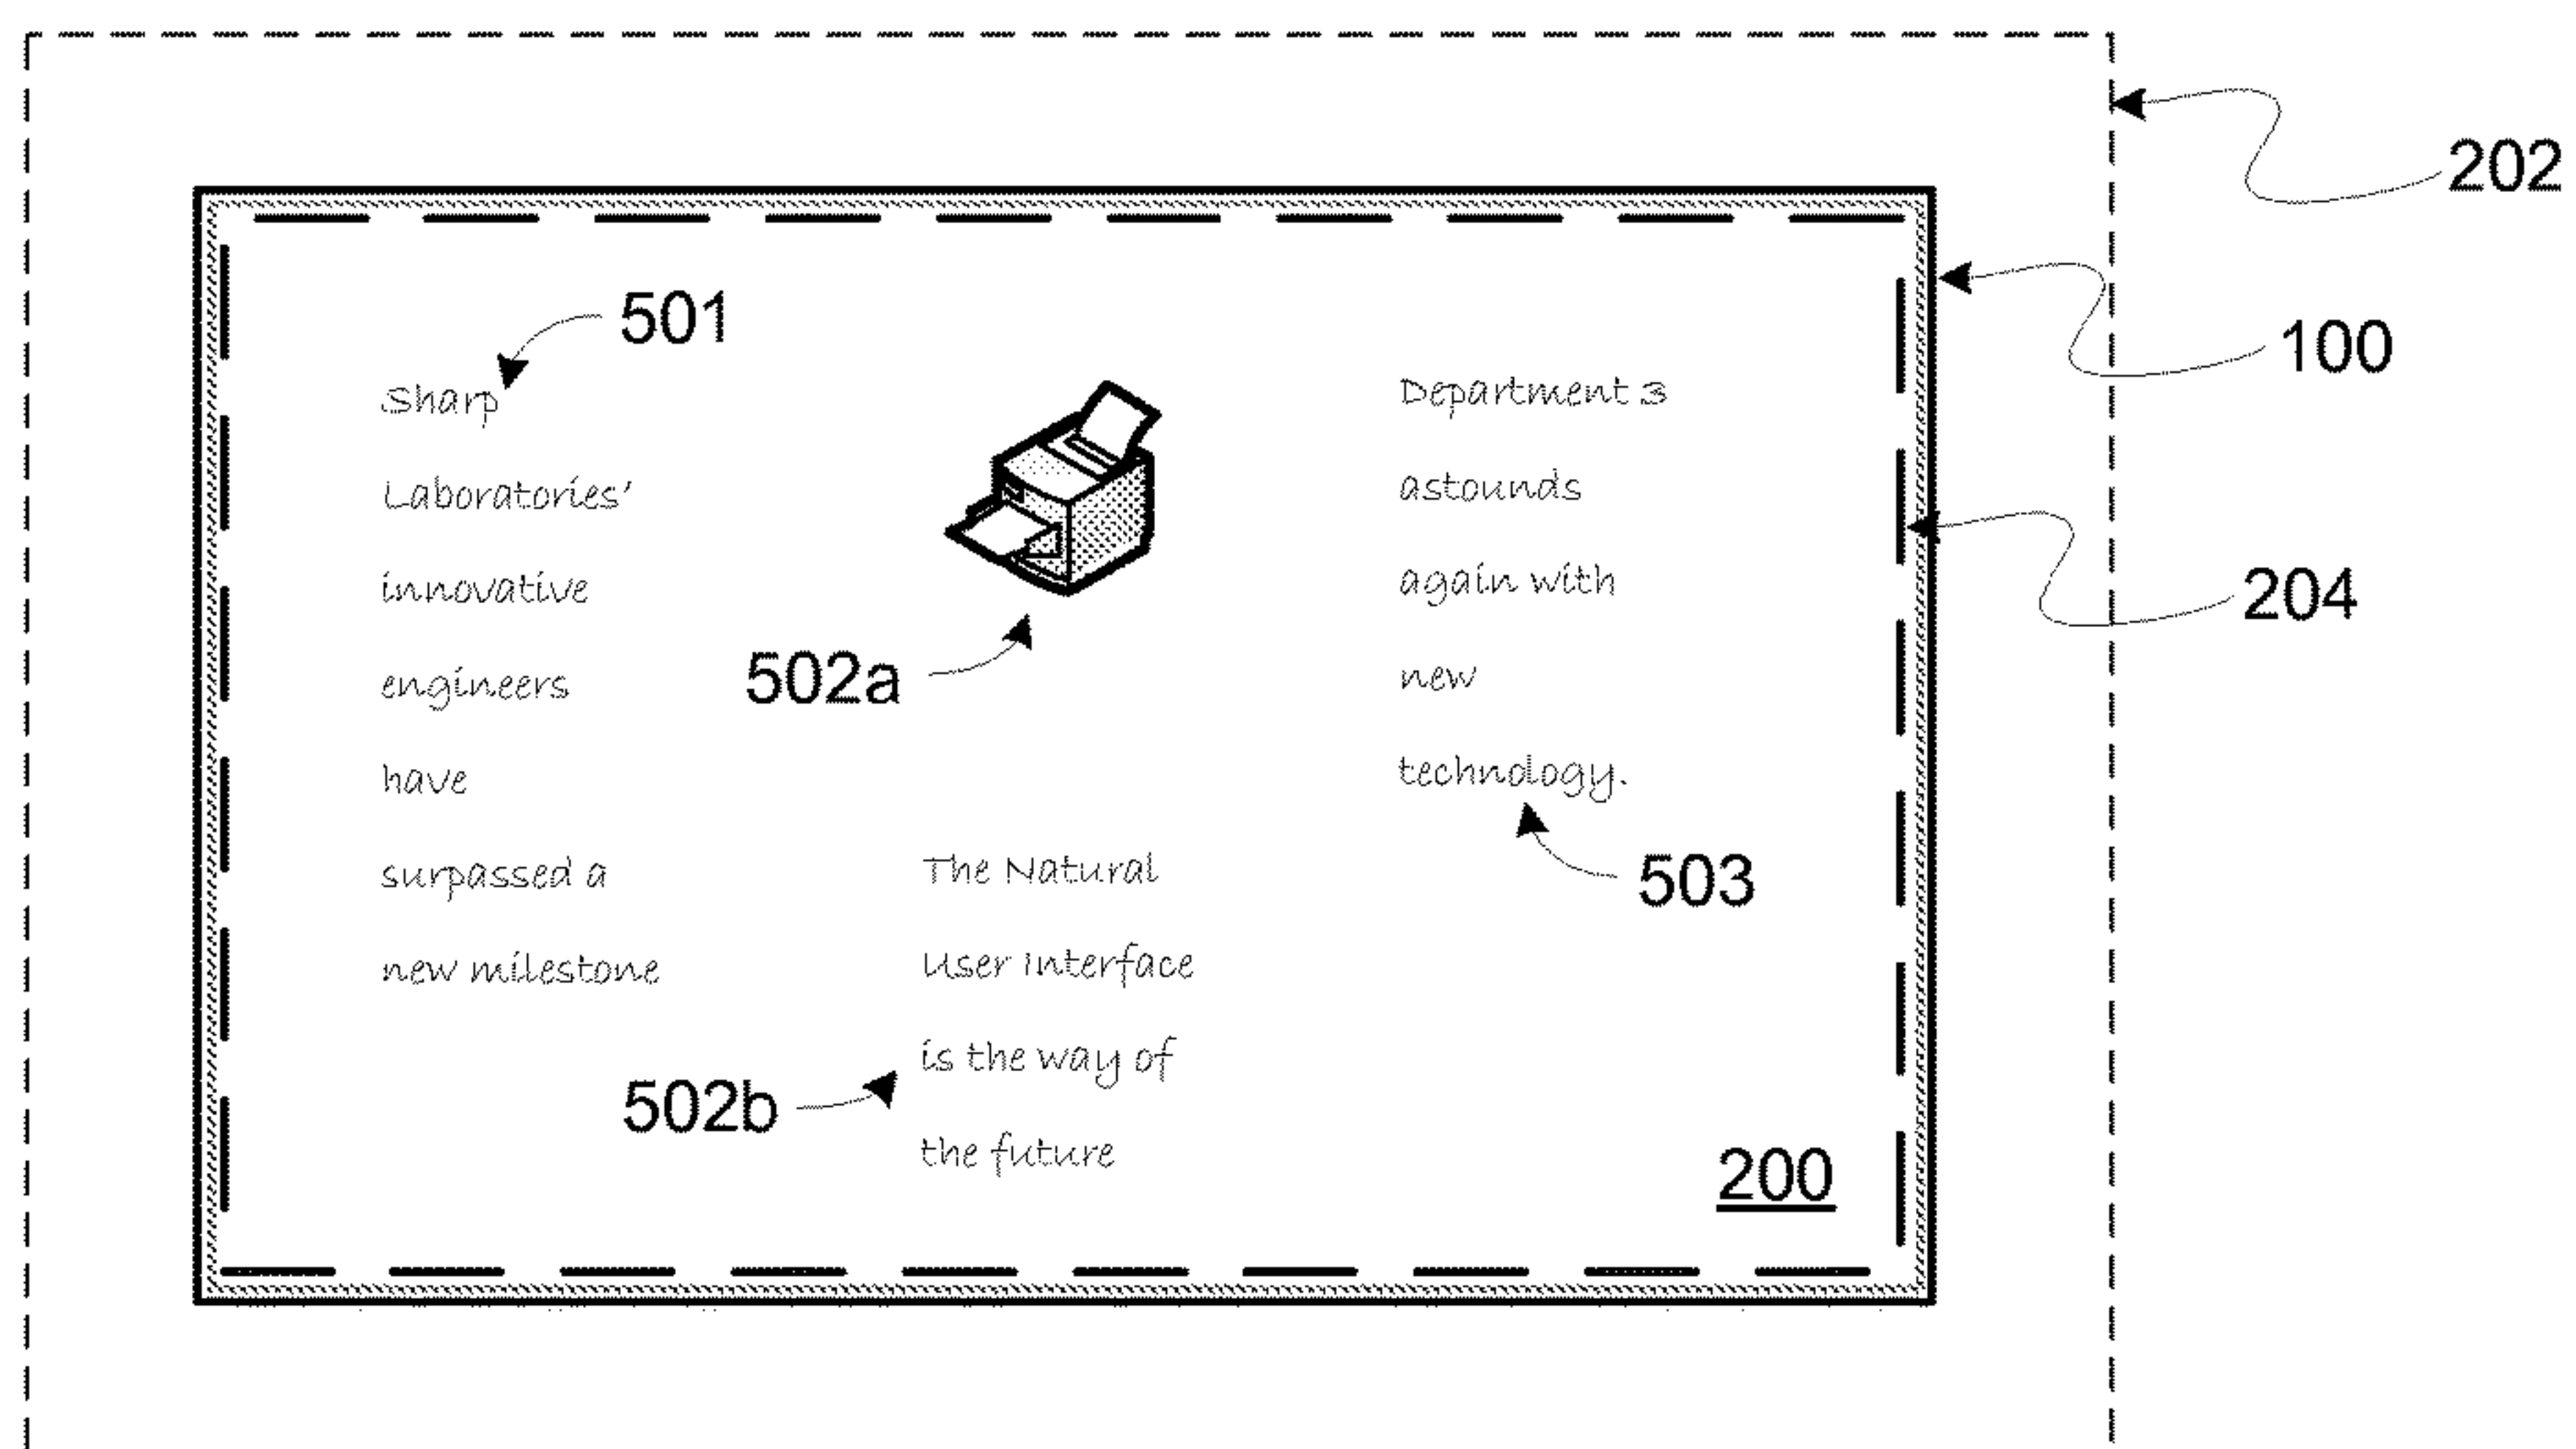 202
100
501
Sharp
Laboratories'
innovative
engineers
have
surpassed a
new milestone
502a
The Natural
User Interface
is the way of
the future
502b
Department 3
astounds
again with
new
technology.
503
204
200